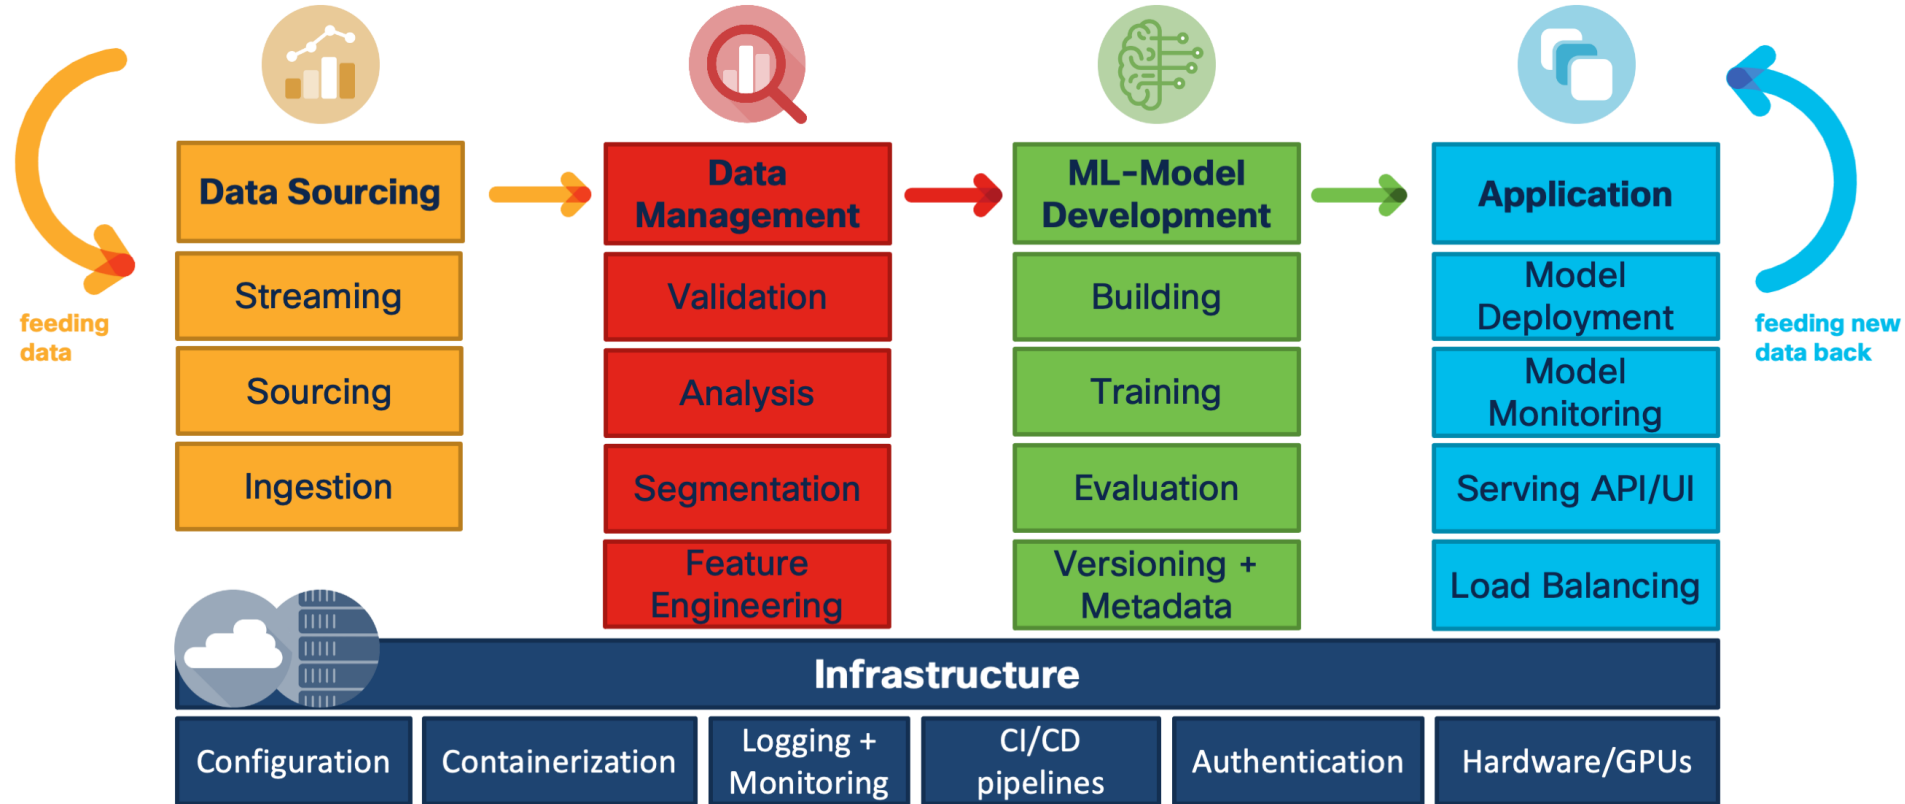 Data Sourcing
Streaming
Sourcing
Ingestion
feeding
data
Data
Management
Validation
Analysis
Segmentation
Feature
Engineering
ML-Model
Development
Building
Training
Evaluation
Versioning +
Metadata
Application
Model
Deployment
Model
Monitoring
Serving API/UI
Load Balancing
feeding new
data back
Infrastructure
Configuration
Containerization
Logging +
Monitoring
CI/CD
pipelines
Authentication
Hardware/GPUs